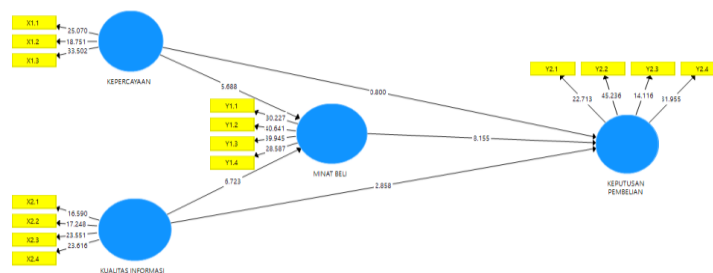 X1.1
X1.2
X1.3
25.070
18.751
33.502
KEPERCAYAAN
5.688
0.800
Y1.1
Y1.2
Y1.3
Y1.4
30.227
40.641
39.945
28.587
MINAT BELI
6.723
8.155
2.858
Y2.1
Y2.2
Y2.3
Y2.4
22.713
45.236
14.116
31.955
KEPUTUSAN
PEMBELIAN
X2.1
X2.2
X2.3
X2.4
16.590
17.248
23.551
23.616
KUALITAS INFORMASI